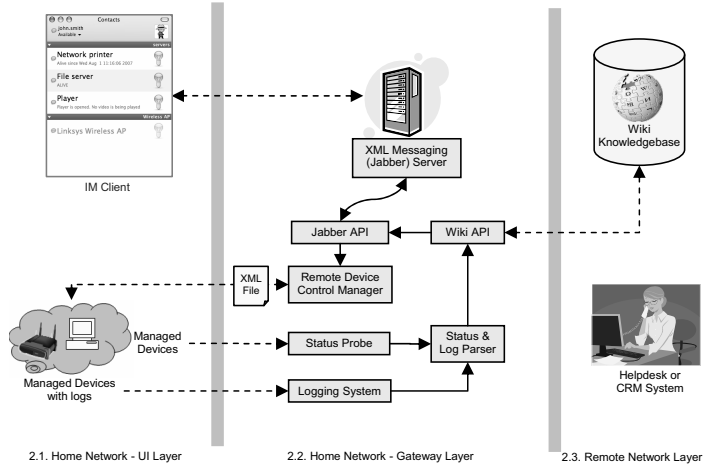 Contacts
john.smith
Available
servers
Network printer
Alive since Wed Aug 1 11:16:06 2007
File server
ALIVE
Player
Player is opened. No video is being played
Wireless AP
Linksys Wireless AP
IM Client
XML Messaging
(Jabber) Server
Wiki
Knowledgebase
Jabber API
Wiki API
XML
File
Remote Device
Control Manager
Managed
Devices
Status Probe
Status &
Log Parser
Managed Devices
with logs
Logging System
Helpdesk or
CRM System
2.1. Home Network - UI Layer
2.2. Home Network - Gateway Layer
2.3. Remote Network Layer